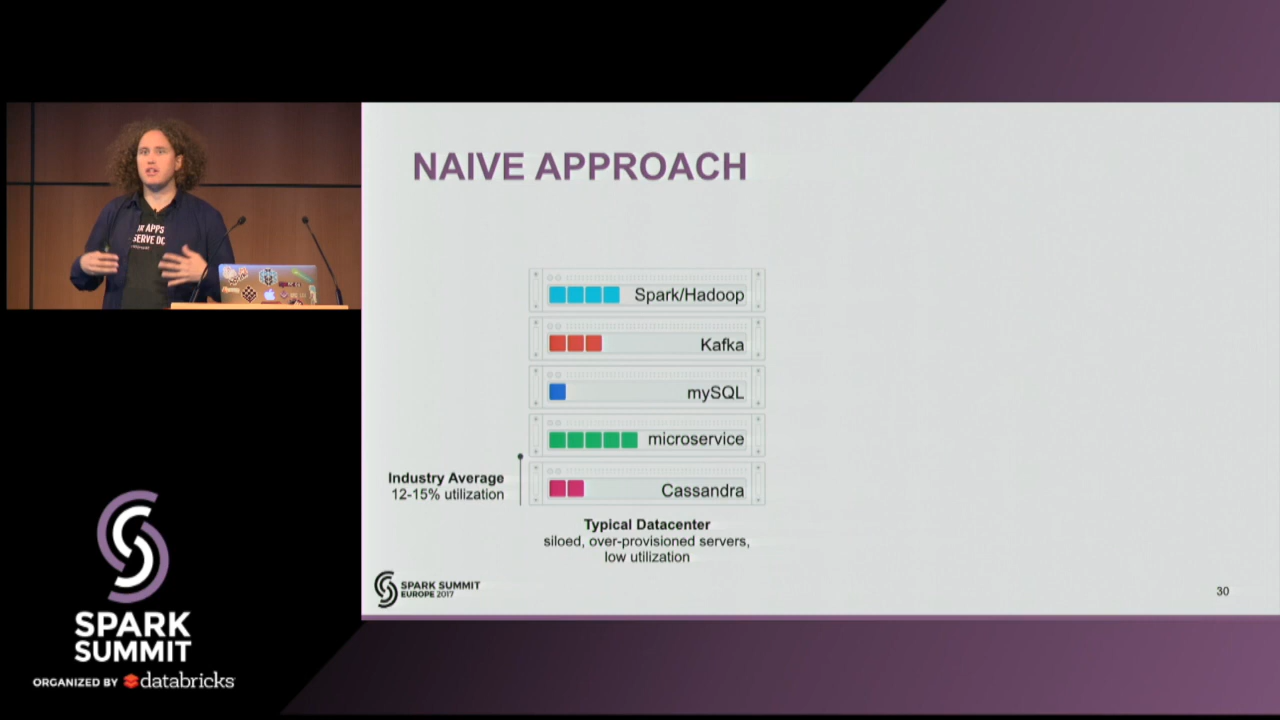 NAIVE APPROACH
Spark/Hadoop
Kafka
mySQL
microservice
Cassandra
Industry Average
12-15% utilization
Typical Datacenter
siloed, over-provisioned servers,
low utilization
SPARK SUMMIT
EUROPE 2017
30
APPS
SPARK
SUMMIT
ORGANIZED BY databricks